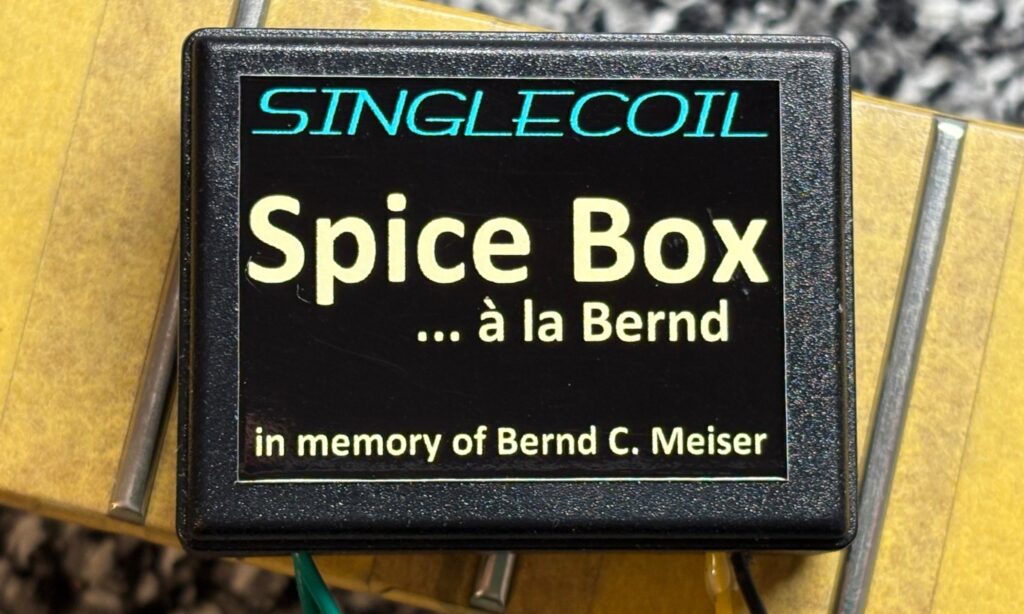 SINGLECOIL
Spice Box
... à la Bernd
in memory of Bernd C. Meiser